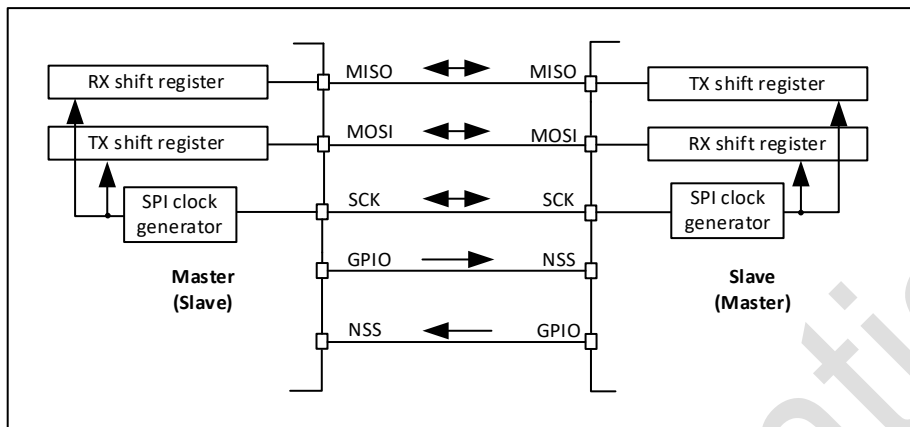 RX shift register
MISO
MISO
TX shift register
TX shift register
MOSI
MOSI
RX shift register
SPI clock
generator
SCK
SCK
SPI clock
generator
Master
(Slave)
GPIO
NSS
Slave
(Master)
NSS
GPIO